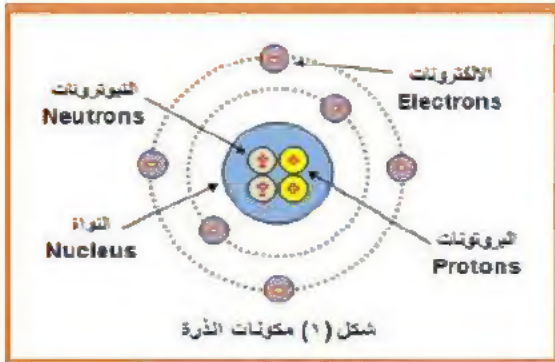 الالكترونات
Electrons
النيوترونات
Neutrons
النواة
Nucleus
البروتونات
Protons
شكل (١) مكونات الذرة